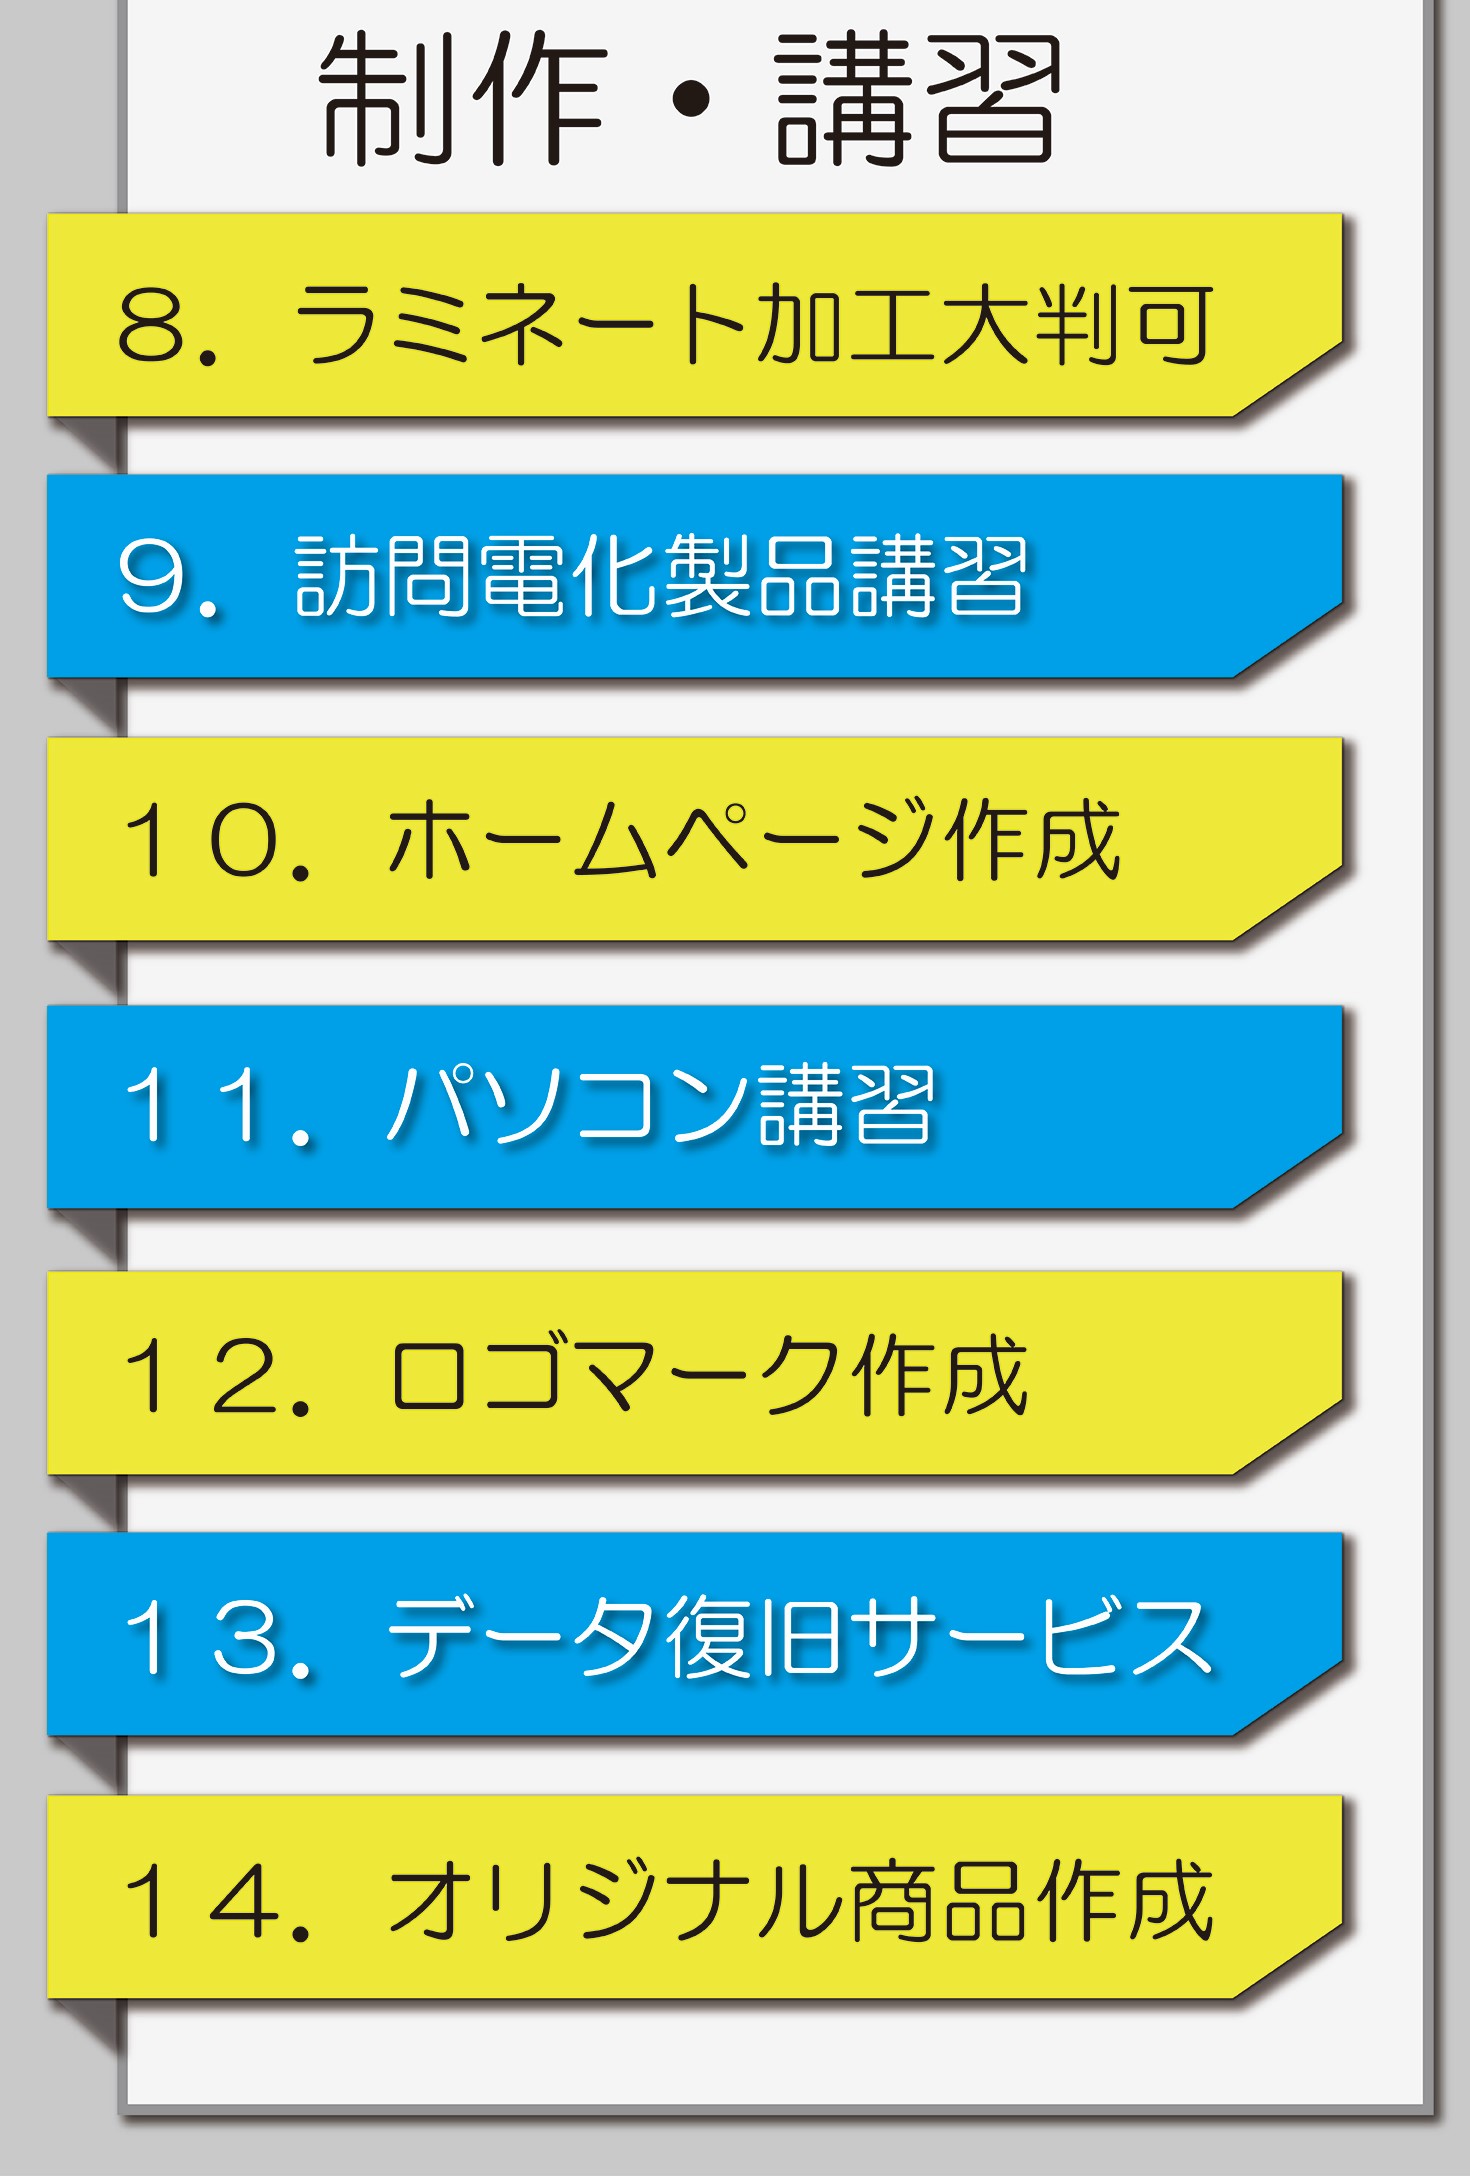 制作・講習
８．ラミネート加工大判可
９．訪問電化製品講習
１０．ホームページ作成
１１．パソコン講習
１２．ロゴマーク作成
１３．データ復旧サービス
１４．オリジナル商品作成